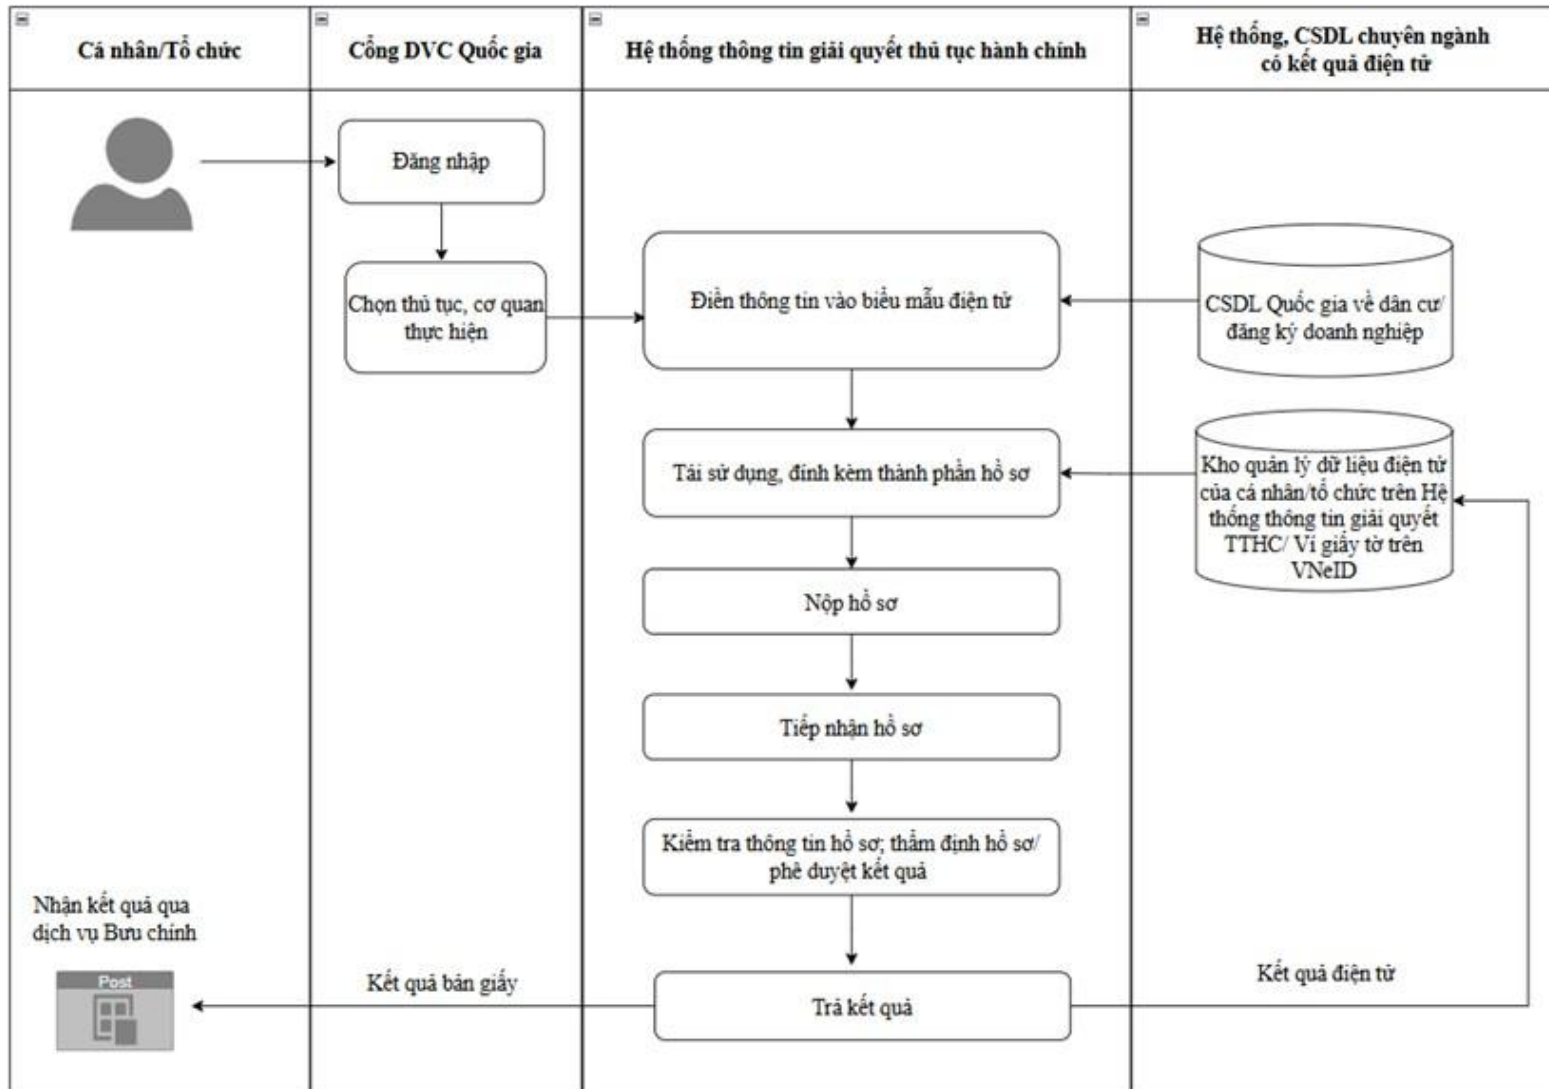 Cá nhân/Tổ chức
Cổng DVC Quốc gia
Hệ thống thông tin giải quyết thủ tục hành chính
Hệ thống, CSDL chuyên ngành
có kết quả điện tử
Đăng nhập
Chọn thủ tục, cơ quan
thực hiện
Điền thông tin vào biểu mẫu điện tử
CSDL Quốc gia về dân cư/
đăng ký doanh nghiệp
Tái sử dụng, đính kèm thành phần hồ sơ
Kho quản lý dữ liệu điện tử
của cá nhân/tổ chức trên Hệ
thống thông tin giải quyết
TTHC/ Ví giấy tờ trên
VNeID
Nộp hồ sơ
Tiếp nhận hồ sơ
Kiểm tra thông tin hồ sơ; thẩm định hồ sơ/
phê duyệt kết quả
Nhận kết quả qua
dịch vụ Bưu chính
Post
Kết quả bản giấy
Trả kết quả
Kết quả điện tử